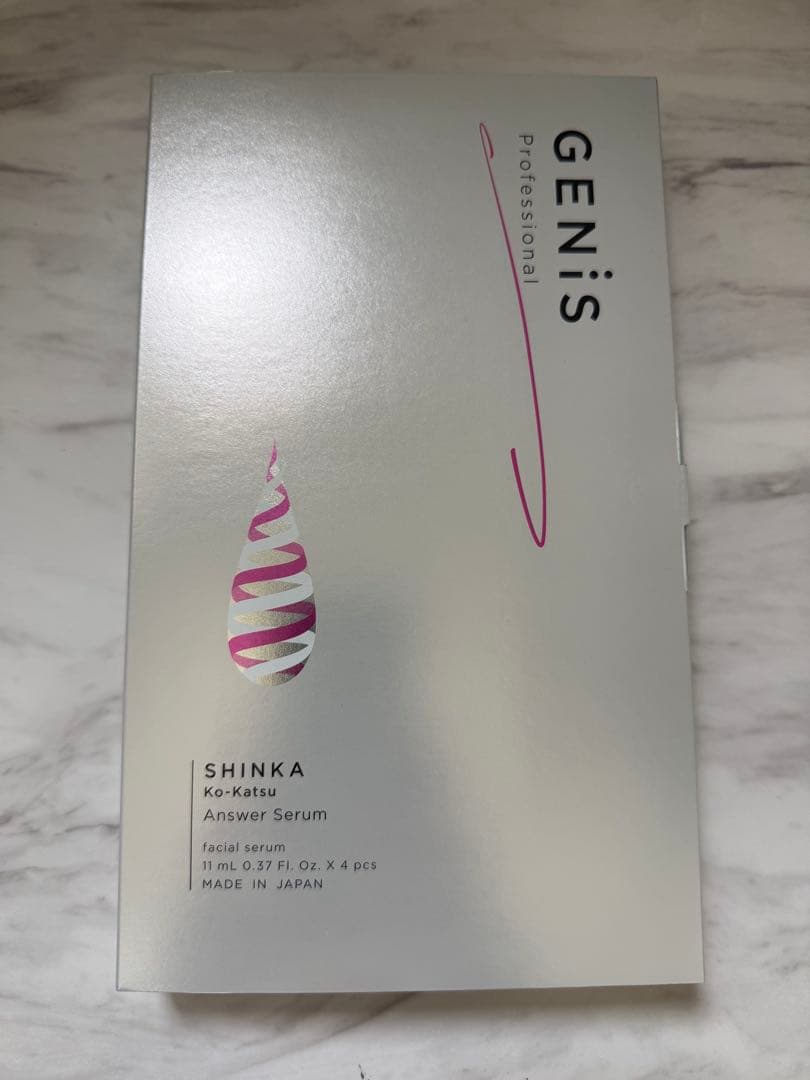 GENiS
Professional
SHINKA
Ko-Katsu
Answer Serum
facial serum
11 mL 0.37 Fl. Oz. X 4 pcs
MADE IN JAPAN